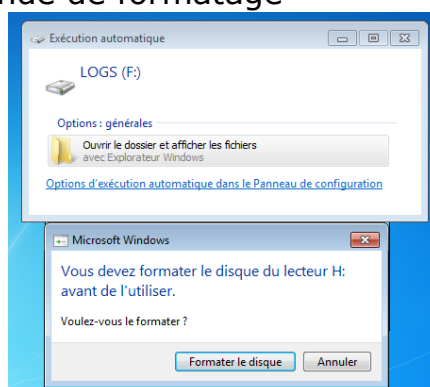 de de formatage
Exécution automatique
LOGS (F:)
Options : générales
Ouvrir le dossier et afficher les fichiers
avec Explorateur Windows
Options d'exécution automatique dans le Panneau de configuration
Microsoft Windows
Vous devez formater le disque du lecteur H:
avant de l'utiliser.
Voulez-vous le formater ?
Formater le disque
Annuler